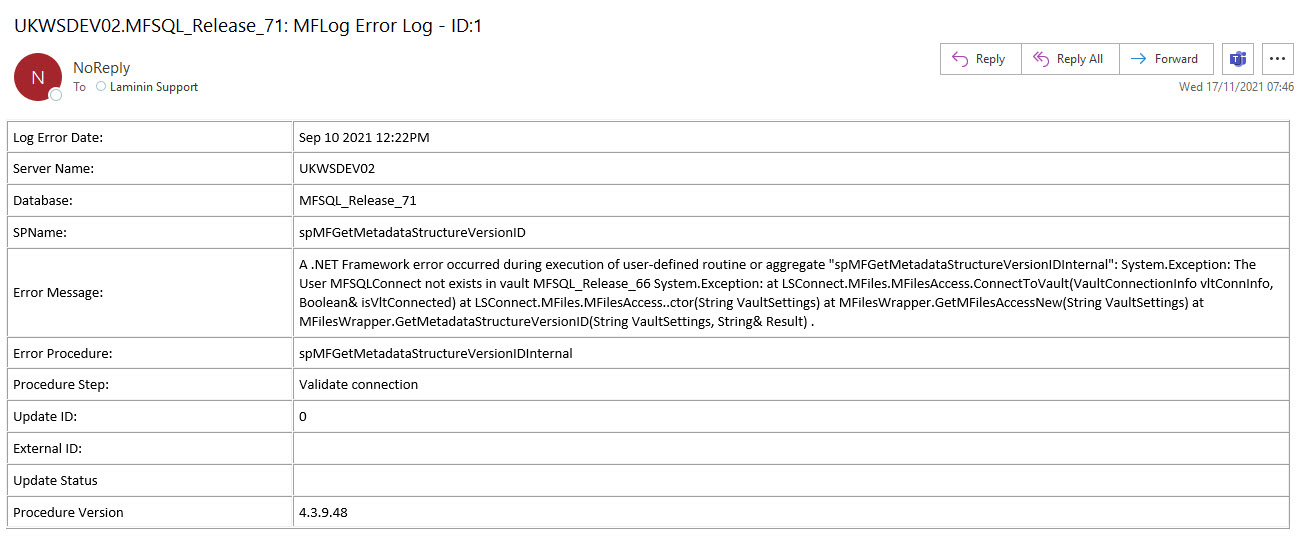 UKWSDEV02.MFSQL_Release_71: MFLog Error Log - ID:1
N
NoReply
To Laminin Support
Reply
Reply All
Forward
Wed 17/11/2021 07:46
Log Error Date: Sep 10 2021 12:22PM
Server Name: UKWSDEV02
Database: MFSQL_Release_71
SPName: spMFGetMetadataStructureVersionID
Error Message: A .NET Framework error occurred during execution of user-defined routine or aggregate "spMFGetMetadataStructureVersionIDInternal": System.Exception: The
User MFSQLConnect not exists in vault MFSQL_Release_66 System.Exception: at LSConnect.MFiles.MFilesAccess.ConnectToVault(VaultConnectionInfo vltConnInfo,
Boolean& isVltConnected) at LSConnect.MFiles.MFilesAccess..ctor(String VaultSettings) at MFilesWrapper.GetMFilesAccessNew(String VaultSettings) at
MFilesWrapper.GetMetadataStructureVersionID(String VaultSettings, String& Result) .
Error Procedure: spMFGetMetadataStructureVersionIDInternal
Procedure Step: Validate connection
Update ID: 0
External ID:
Update Status
Procedure Version 4.3.9.48